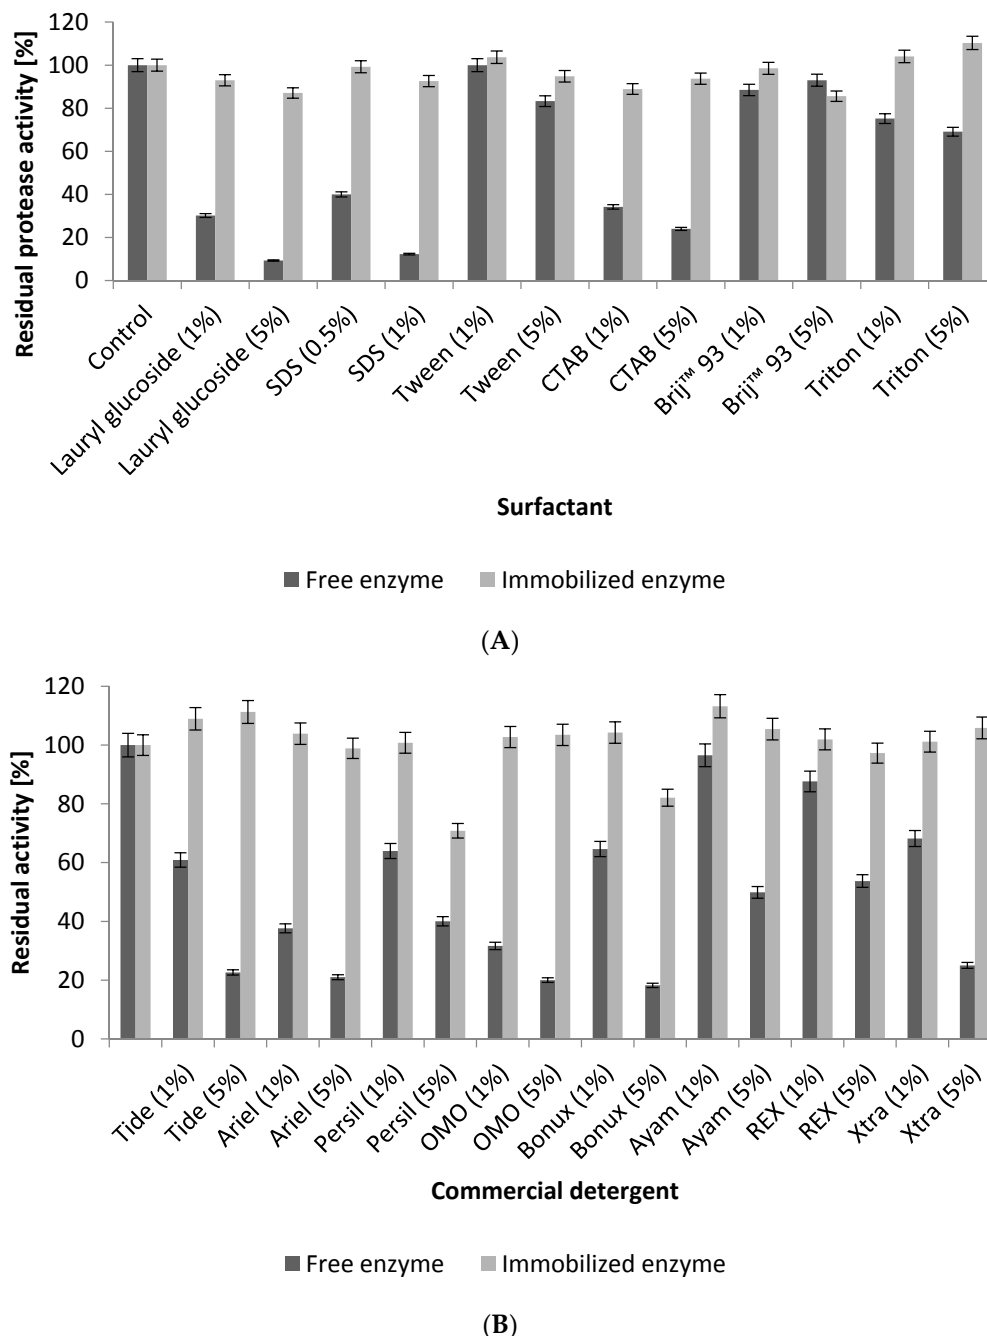 Residual protease activity [%]
120
100
80
60
40
20
0
Control
Lauryl glucoside (1%)
Lauryl glucoside (5%)
SDS (0.5%)
SDS (1%)
Tween (1%)
Tween (5%)
CTAB (1%)
CTAB (5%)
Brij™ 93 (1%)
Brij™ 93 (5%)
Triton (1%)
Triton (5%)
Surfactant
Free enzyme Immobilized enzyme
(A)
Residual activity [%]
120
100
80
60
40
20
0
Tide (1%)
Tide (5%)
Ariel (1%)
Ariel (5%)
Persil (1%)
Persil (5%)
OMO (1%)
OMO (5%)
Bonux (1%)
Bonux (5%)
Ayam (1%)
Ayam (5%)
REX (1%)
REX (5%)
Xtra (1%)
Xtra (5%)
Commercial detergent
Free enzyme Immobilized enzyme
(B)